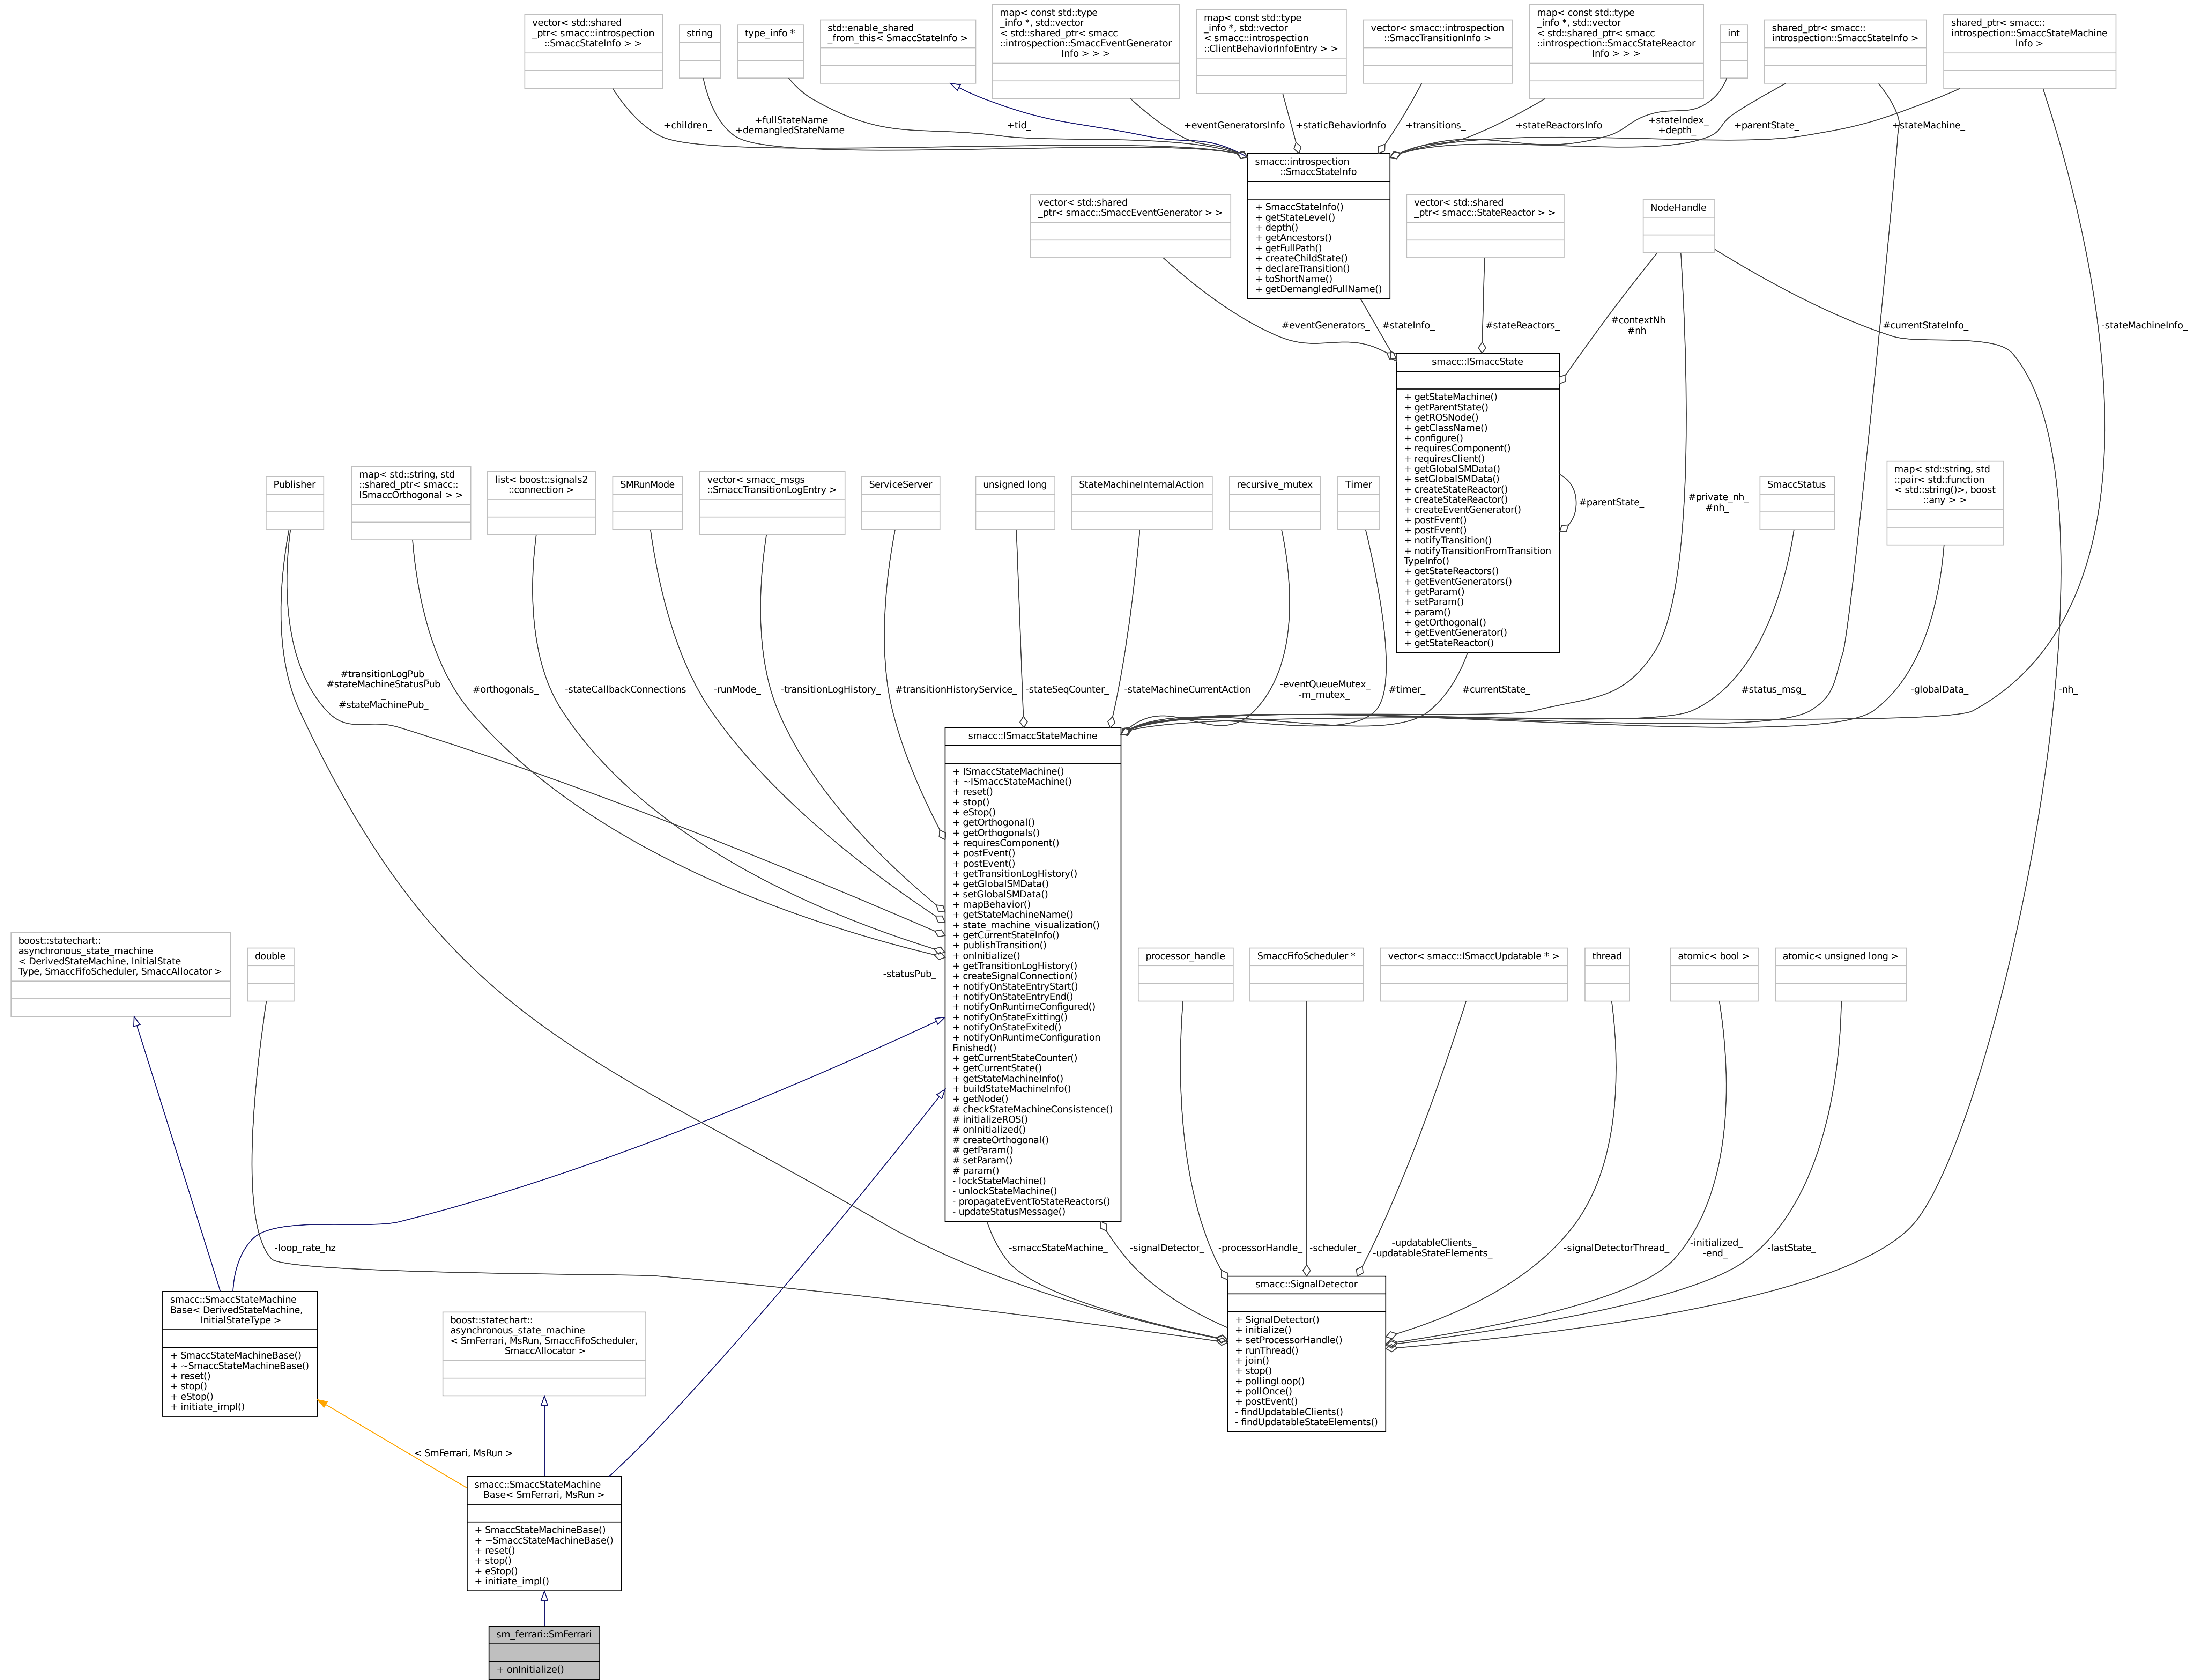 vector< std::shared
_ptr< smacc::introspection
::SmaccStateInfo > >
string
type_info *
std::enable_shared
_from_this< SmaccStateInfo >
map< const std::type
_info *, std::vector
< std::shared_ptr< smacc
::introspection::SmaccEventGenerator
Info > > >
map< const std::type
_info *, std::vector
< smacc::introspection
::ClientBehaviorInfoEntry > >
vector< smacc::introspection
::SmaccTransitionInfo >
map< const std::type
_info *, std::vector
< std::shared_ptr< smacc
::introspection::SmaccStateReactor
Info > > >
int
shared_ptr< smacc::
introspection::SmaccStateInfo >
shared_ptr< smacc::
introspection::SmaccStateMachine
Info >
+children_
+fullStateName
+demangledStateName
+tid_
+eventGeneratorsInfo
+staticBehaviorInfo
+transitions_
+stateReactorsInfo
+stateIndex_
+depth_
+parentState_
+stateMachine_
smacc::introspection
::SmaccStateInfo
+ SmaccStateInfo()
+ getStateLevel()
+ depth()
+ getAncestors()
+ getFullPath()
+ createChildState()
+ declareTransition()
+ toShortName()
+ getDemangledFullName()
vector< std::shared
_ptr< smacc::SmaccEventGenerator > >
vector< std::shared
_ptr< smacc::StateReactor > >
NodeHandle
#eventGenerators_
#stateInfo_
#stateReactors_
#contextNh
#nh
#currentStateInfo_
-stateMachineInfo_
smacc::ISmaccState
+ getStateMachine()
+ getParentState()
+ getROSNode()
+ getClassName()
+ configure()
+ requiresComponent()
+ requiresClient()
+ getGlobalSMData()
+ setGlobalSMData()
+ createStateReactor()
+ createStateReactor()
+ createEventGenerator()
+ postEvent()
+ postEvent()
+ notifyTransition()
+ notifyTransitionFromTransition
TypeInfo()
+ getStateReactors()
+ getEventGenerators()
+ getParam()
+ setParam()
+ param()
+ getOrthogonal()
+ getEventGenerator()
+ getStateReactor()
#parentState_
#private_nh_
#nh_
Publisher
map< std::string, std
::shared_ptr< smacc::
ISmaccOrthogonal > >
list< boost::signals2
::connection >
SMRunMode
vector< smacc_msgs
::SmaccTransitionLogEntry >
ServiceServer
unsigned long
StateMachineInternalAction
recursive_mutex
Timer
SmaccStatus
map< std::string, std
::pair< std::function
< std::string()>, boost
::any > >
#transitionLogPub_
#stateMachineStatusPub
_
#stateMachinePub_
#orthogonals_
-stateCallbackConnections
-runMode_
-transitionLogHistory_
#transitionHistoryService_
-stateSeqCounter_
-stateMachineCurrentAction
-eventQueueMutex_
-m_mutex_
#timer_
#currentState_
#status_msg_
-globalData_
-nh_
smacc::ISmaccStateMachine
+ ISmaccStateMachine()
+ ~ISmaccStateMachine()
+ reset()
+ stop()
+ eStop()
+ getOrthogonal()
+ getOrthogonals()
+ requiresComponent()
+ postEvent()
+ postEvent()
+ getTransitionLogHistory()
+ getGlobalSMData()
+ setGlobalSMData()
+ mapBehavior()
+ getStateMachineName()
+ state_machine_visualization()
+ getCurrentStateInfo()
+ publishTransition()
+ onInitialize()
+ getTransitionLogHistory()
+ createSignalConnection()
+ notifyOnStateEntryStart()
+ notifyOnStateEntryEnd()
+ notifyOnRuntimeConfigured()
+ notifyOnStateExitting()
+ notifyOnStateExited()
+ notifyOnRuntimeConfiguration
Finished()
+ getCurrentStateCounter()
+ getCurrentState()
+ getStateMachineInfo()
+ buildStateMachineInfo()
+ getNode()
# checkStateMachineConsistence()
# initializeROS()
# onInitialized()
# createOrthogonal()
# getParam()
# setParam()
# param()
- lockStateMachine()
- unlockStateMachine()
- propagateEventToStateReactors()
- updateStatusMessage()
boost::statechart::
asynchronous_state_machine
< DerivedStateMachine, InitialState
Type, SmaccFifoScheduler, SmaccAllocator >
double
-statusPub_
processor_handle
SmaccFifoScheduler *
vector< smacc::ISmaccUpdatable * >
thread
atomic< bool >
atomic< unsigned long >
-loop_rate_hz
-smaccStateMachine_
-signalDetector_
-processorHandle_
-scheduler_
-updatableClients_
-updatableStateElements_
-signalDetectorThread_
-initialized_
-end_
-lastState_
smacc::SignalDetector
+ SignalDetector()
+ initialize()
+ setProcessorHandle()
+ runThread()
+ join()
+ stop()
+ pollingLoop()
+ pollOnce()
+ postEvent()
- findUpdatableClients()
- findUpdatableStateElements()
smacc::SmaccStateMachine
Base< DerivedStateMachine,
InitialStateType >
+ SmaccStateMachineBase()
+ ~SmaccStateMachineBase()
+ reset()
+ stop()
+ eStop()
+ initiate_impl()
boost::statechart::
asynchronous_state_machine
< SmFerrari, MsRun, SmaccFifoScheduler,
SmaccAllocator >
< SmFerrari, MsRun >
smacc::SmaccStateMachine
Base< SmFerrari, MsRun >
+ SmaccStateMachineBase()
+ ~SmaccStateMachineBase()
+ reset()
+ stop()
+ eStop()
+ initiate_impl()
sm_ferrari::SmFerrari
+ onInitialize()